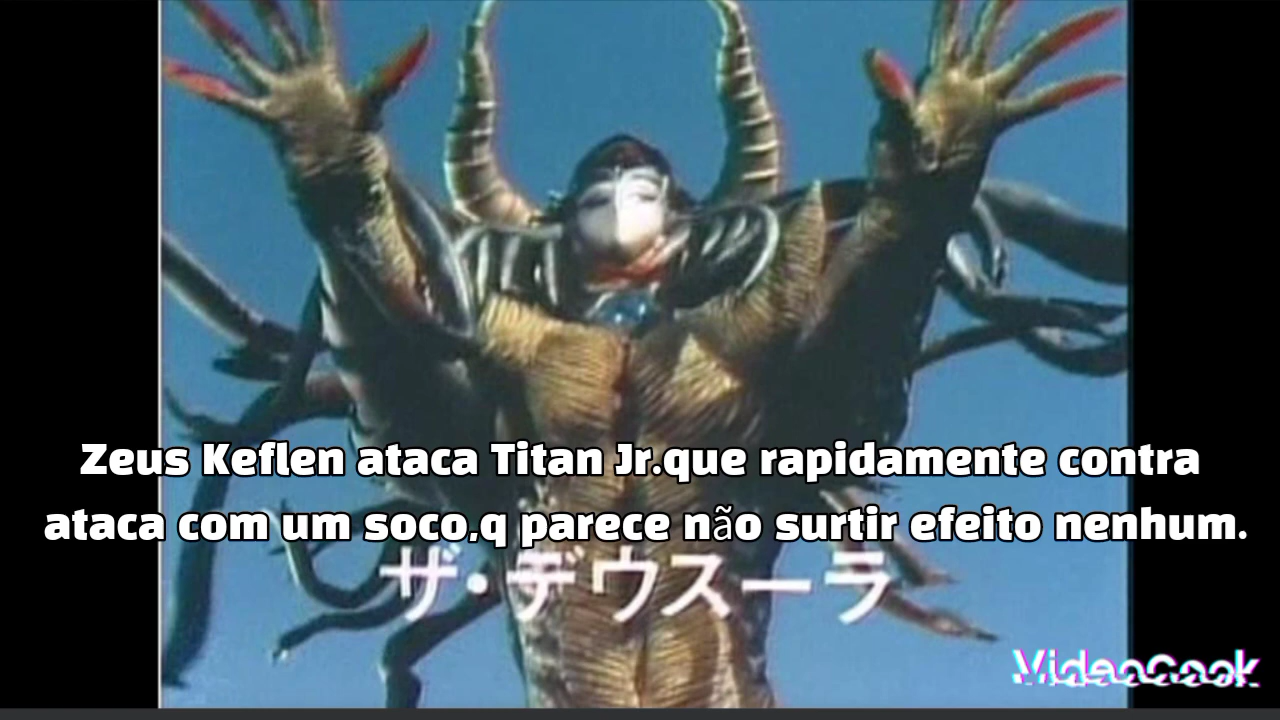 Zeus Keflen ataca Titan Jr.que rapidamente contra
ataca com um soco,q parece não surtir efeito nenhum.
ザ・デウスーラ
VideoCook